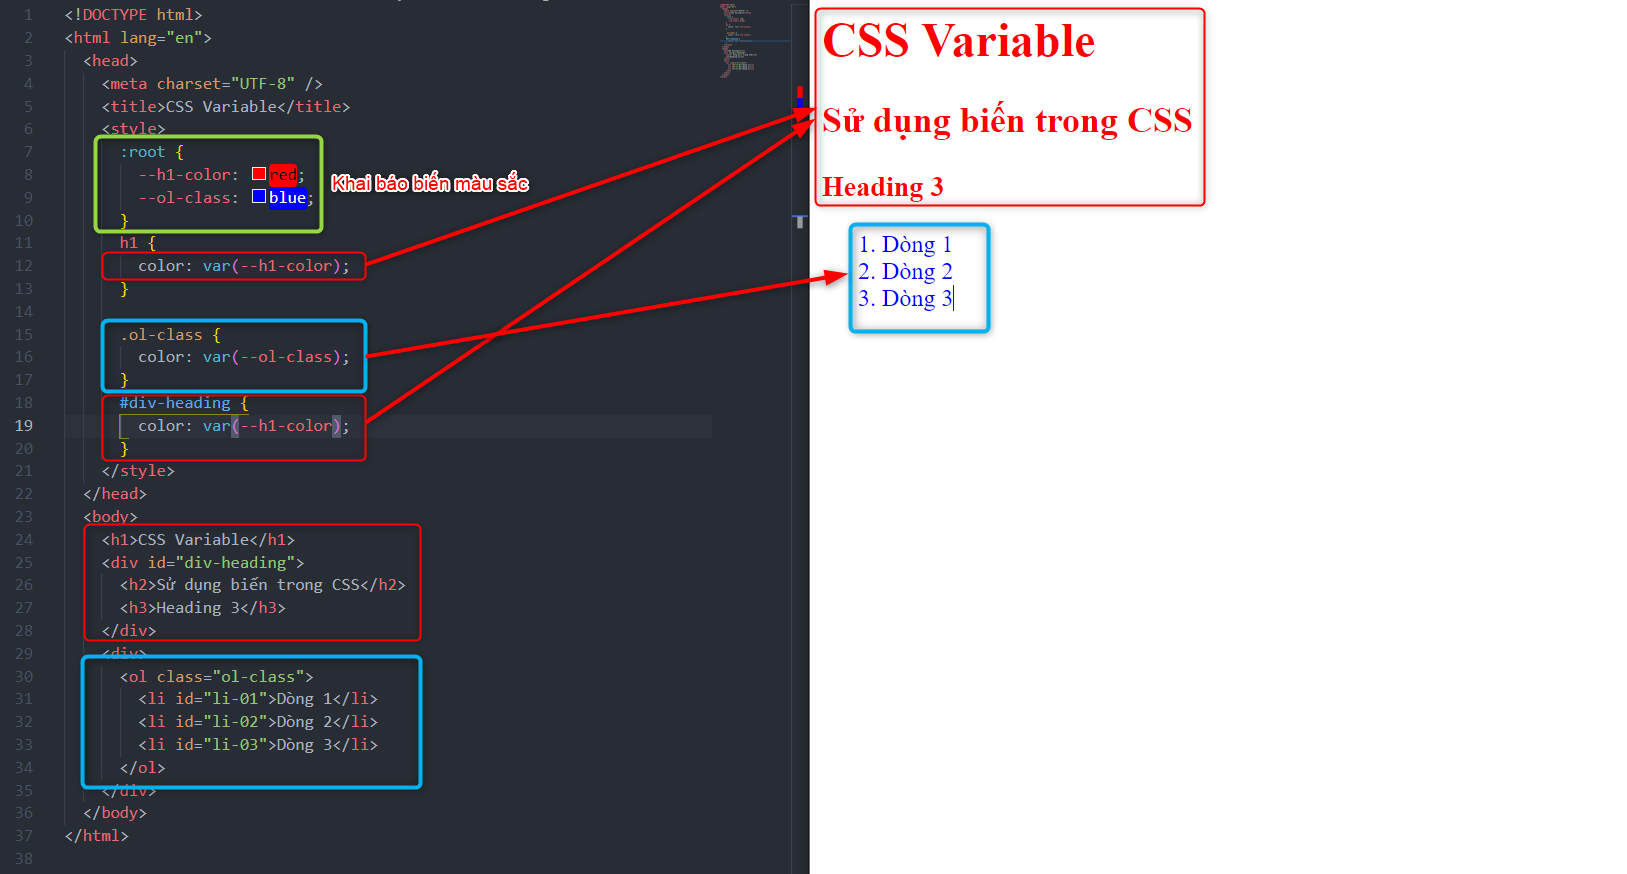 1 <!DOCTYPE html>
2 <html lang="en">
3 <head>
4 <meta charset="UTF-8" />
5 <title>CSS Variable</title>
6 <style>
7 :root {
8 --h1-color: red;
9 --ol-class: blue;
10 }
11 h1 {
12 color: var(--h1-color);
13 }
14
15 .ol-class {
16 color: var(--ol-class);
17 }
18 #div-heading {
19 color: var(--h1-color);
20 }
21 </style>
22 </head>
23 <body>
24 <h1>CSS Variable</h1>
25 <div id="div-heading">
26 <h2>Sử dụng biến trong CSS</h2>
27 <h3>Heading 3</h3>
28 </div>
29 <div>
30 <ol class="ol-class">
31 <li id="li-01">Dòng 1</li>
32 <li id="li-02">Dòng 2</li>
33 <li id="li-03">Dòng 3</li>
34 </ol>
35 </div>
36 </body>
37 </html>
38
Khai báo biến màu sắc
CSS Variable
Sử dụng biến trong CSS
Heading 3
1. Dòng 1
2. Dòng 2
3. Dòng 3